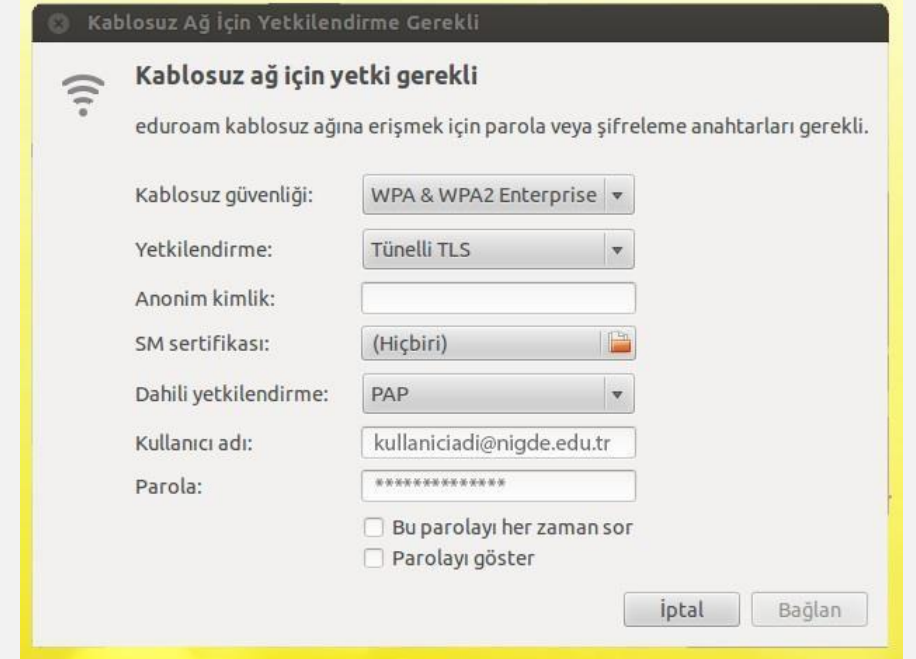 Kablosuz Ağ İçin Yetkilendirme Gerekli
Kablosuz ağ için yetki gerekli
eduroam kablosuz ağına erişmek için parola veya şifreleme anahtarları gerekli.
Kablosuz güvenliği: WPA & WPA2 Enterprise
Yetkilendirme: Tünelli TLS
Anonim kimlik:
SM sertifikası: (Hiçbiri)
Dahili yetkilendirme: PAP
Kullanıcı adı: kullaniciadi@nigde.edu.tr
Parola: **************
Bu parolayı her zaman sor
Parolayı göster
İptal Bağlan